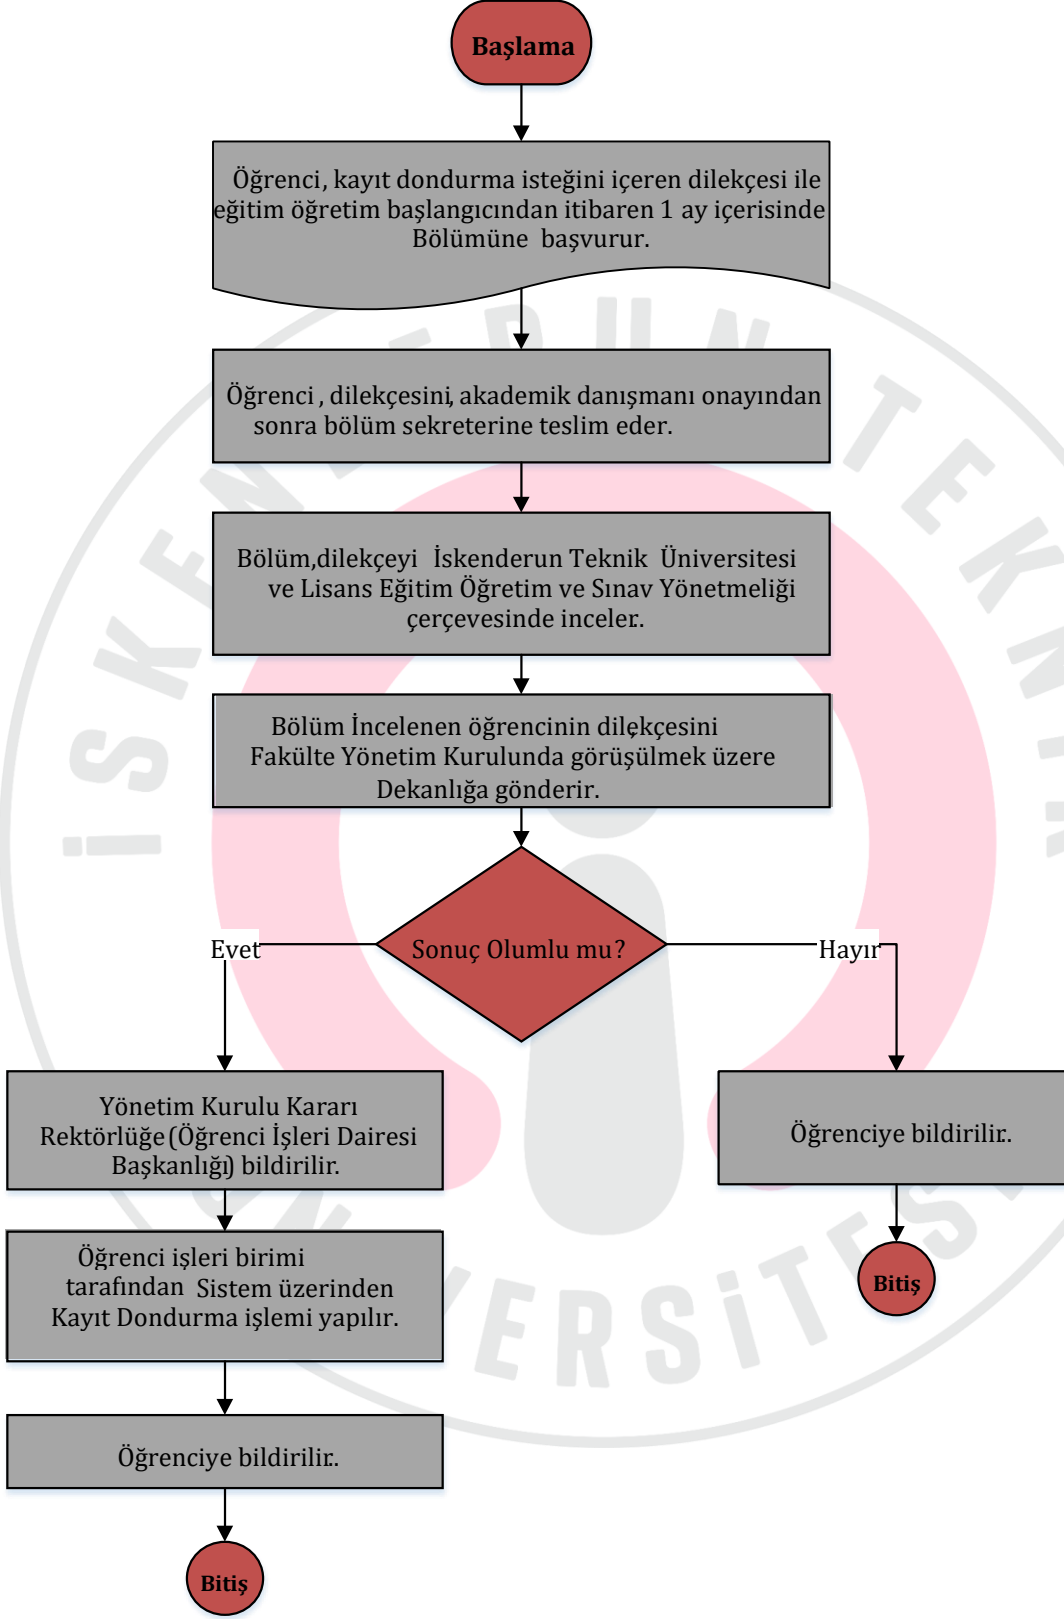 Başlama
Öğrenci, kayıt dondurma isteğini içeren dilekçesi ile
eğitim öğretim başlangıcından itibaren 1 ay içerisinde
Bölümüne başvurur.
Öğrenci, dilekçesini, akademik danışmanı onayından
sonra bölüm sekreterine teslim eder.
Bölüm,dilekçeyi İskenderun Teknik Üniversitesi
ve Lisans Eğitim Öğretim ve Sınav Yönetmeliği
çerçevesinde inceler..
Bölüm İncelenen öğrencinin dilekçesini
Fakülte Yönetim Kurulunda görüşülmek üzere
Dekanlığa gönderir.
Sonuç Olumlu mu?
Evet
Hayır
Yönetim Kurulu Kararı
Rektörlüğe(Öğrenci İşleri Dairesi
Başkanlığı) bildirilir.
Öğrenciye bildirilir..
Öğrenci işleri birimi
tarafından Sistem üzerinden
Kayıt Dondurma işlemi yapılır.
Bitiş
Öğrenciye bildirilir..
Bitiş